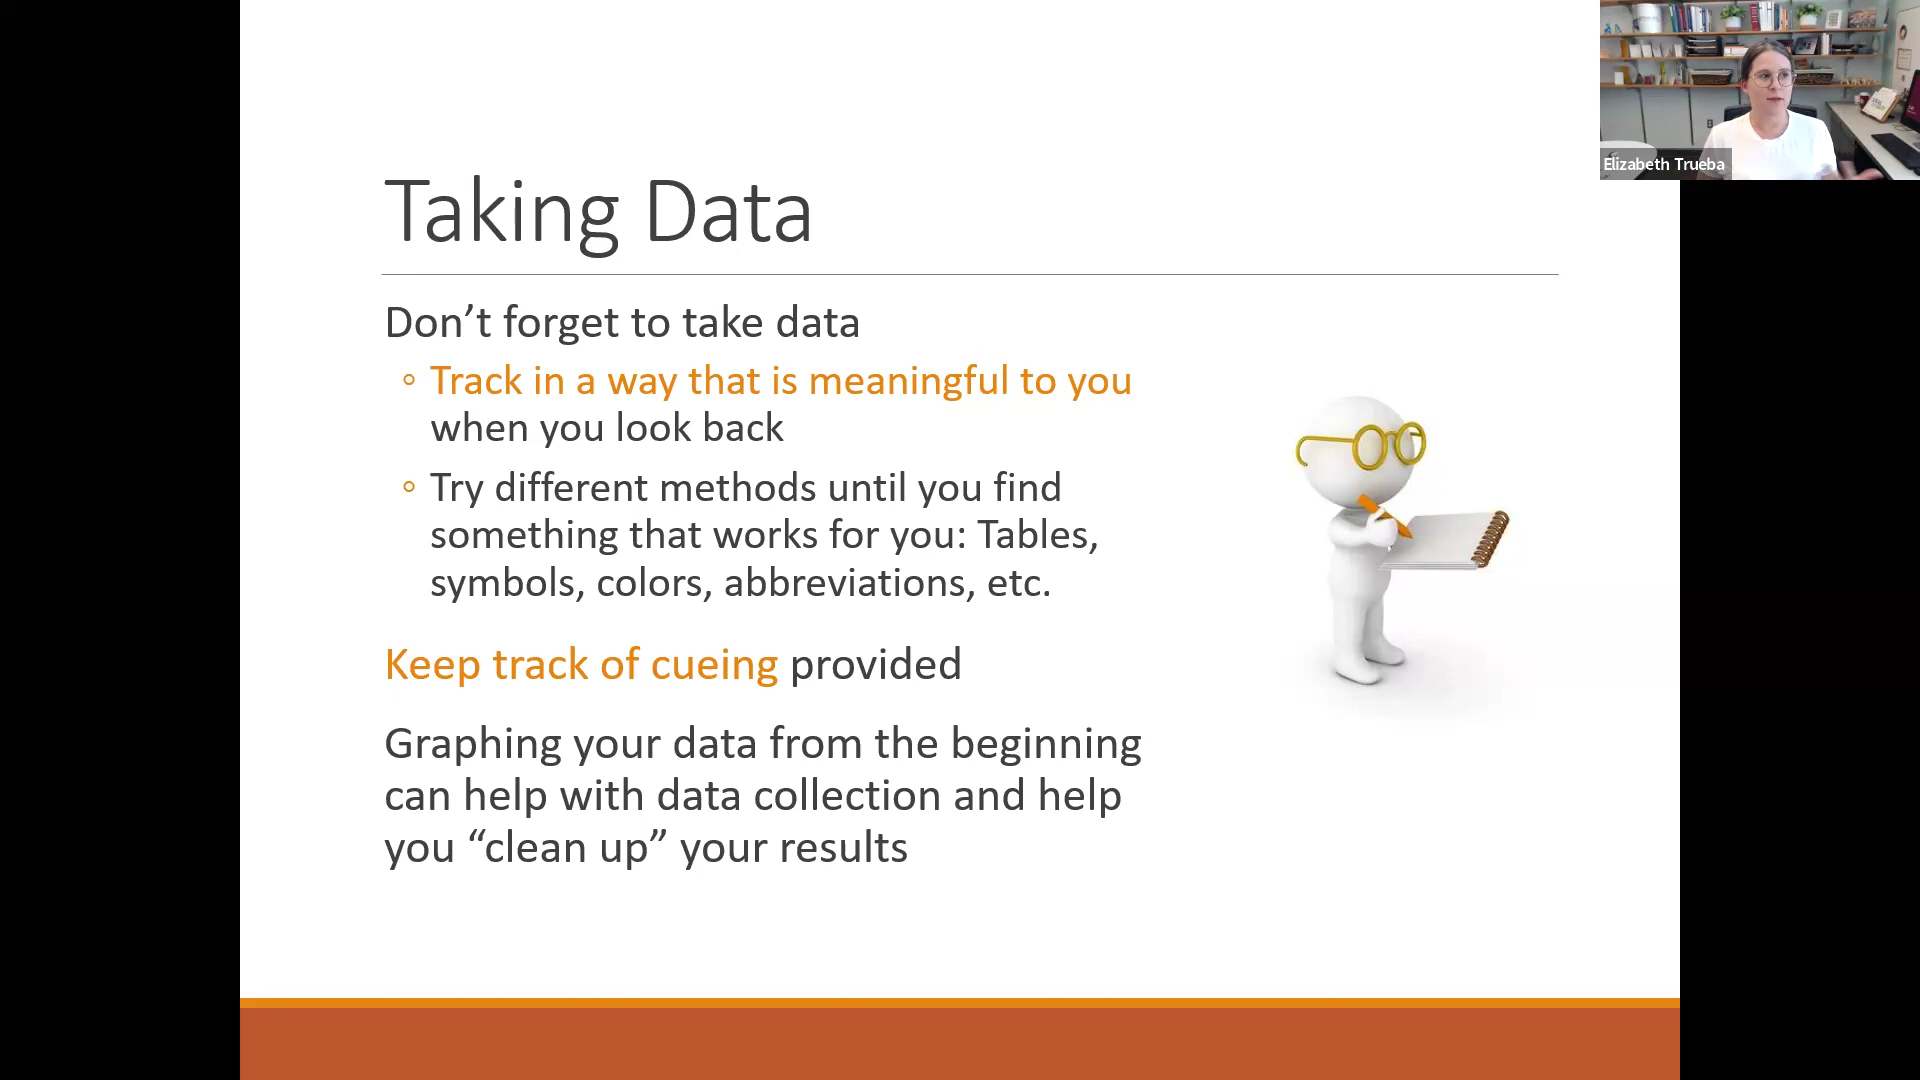 Elizabeth Trueba
Taking Data
Don’t forget to take data
◦ Track in a way that is meaningful to you
when you look back
◦ Try different methods until you find
something that works for you: Tables,
symbols, colors, abbreviations, etc.
Keep track of cueing provided
Graphing your data from the beginning
can help with data collection and help
you “clean up” your results